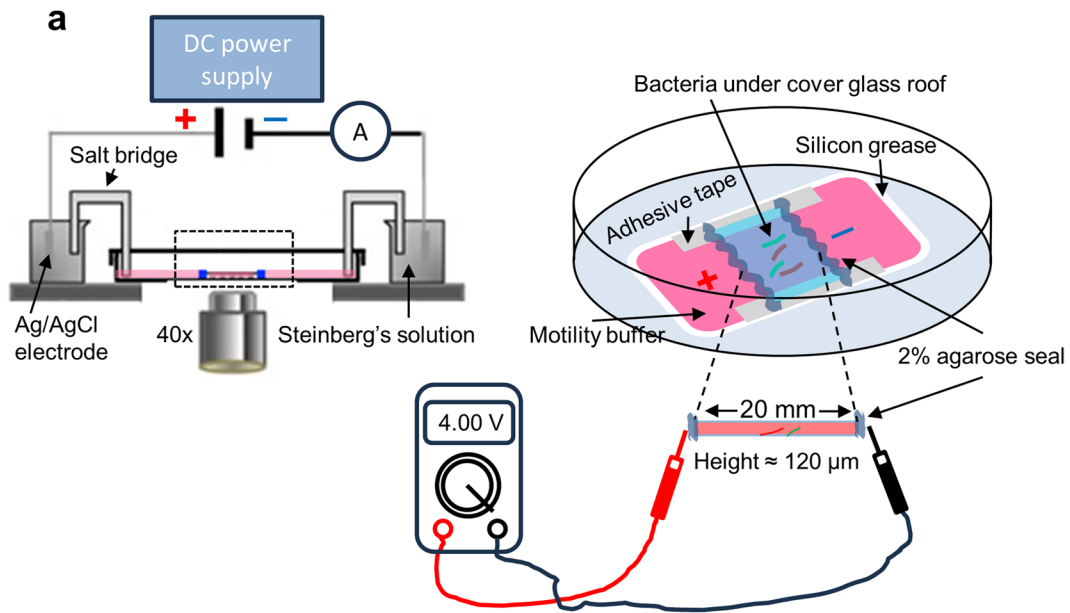 a
DC power
supply
+
−
A
Salt bridge
Ag/AgCl
electrode
40x
Steinberg’s solution
Bacteria under cover glass roof
Silicon grease
Adhesive tape
+
−
Motility buffer
2% agarose seal
20 mm
Height ≈ 120 µm
4.00 V